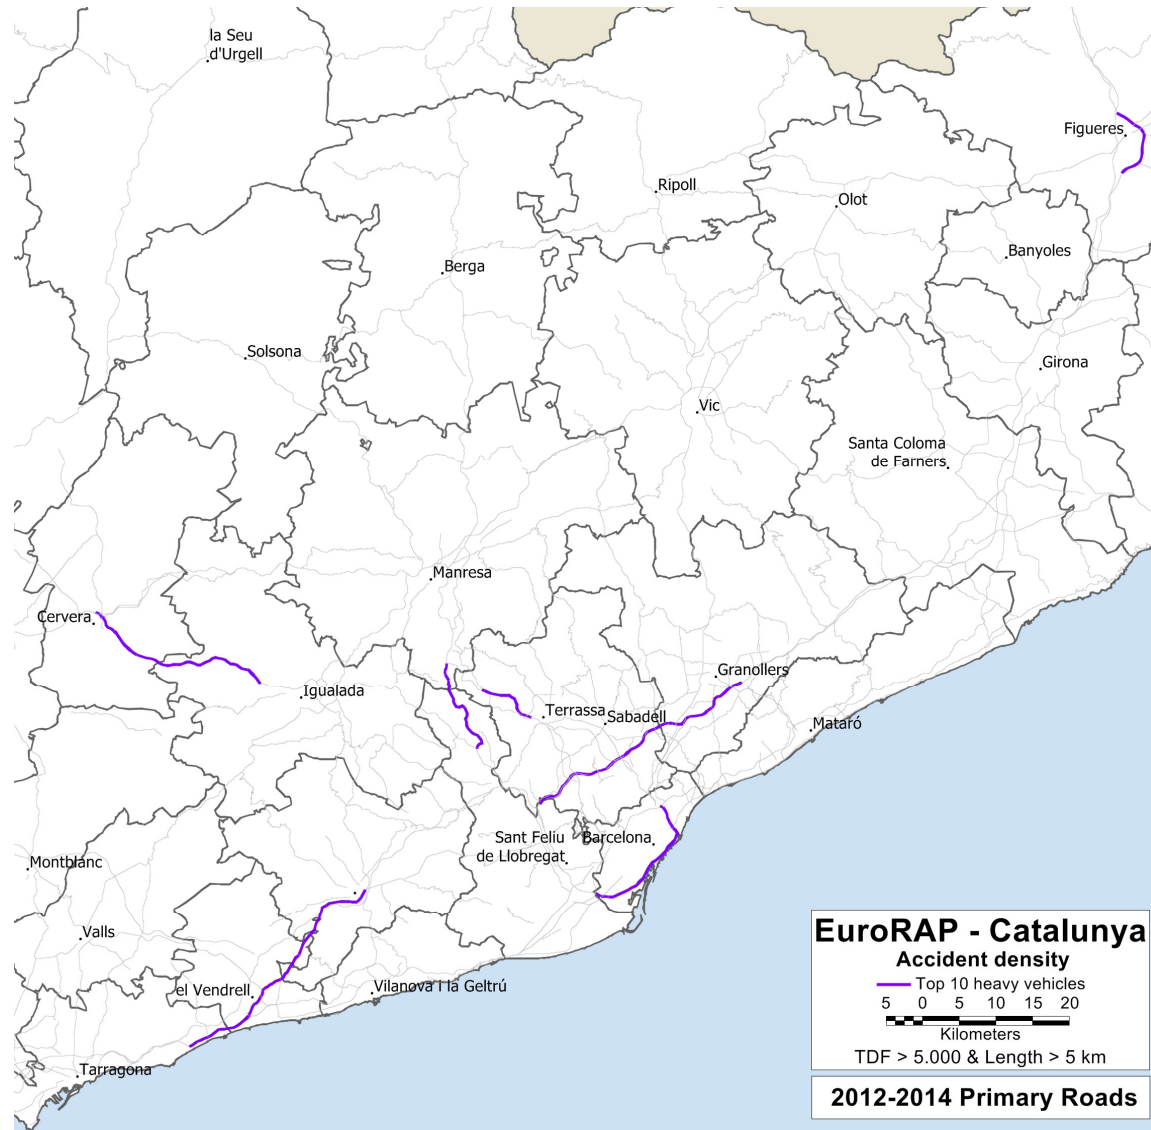 la Seu
d'Urgell
Figueres
Ripoll
Olot
Banyoles
Berga
Solsona
Girona
Vic
Santa Coloma
de Farners
Manresa
Cervera
Granollers
Igualada
Terrassa
Sabadell
Mataró
Sant Feliu
de Llobregat
Barcelona
Montblanc
Valls
el Vendrell
Vilanova i la Geltrú
Tarragona
EuroRAP - Catalunya
Accident density
Top 10 heavy vehicles
5 0 5 10 15 20
Kilometers
TDF > 5.000 & Length > 5 km
2012-2014 Primary Roads